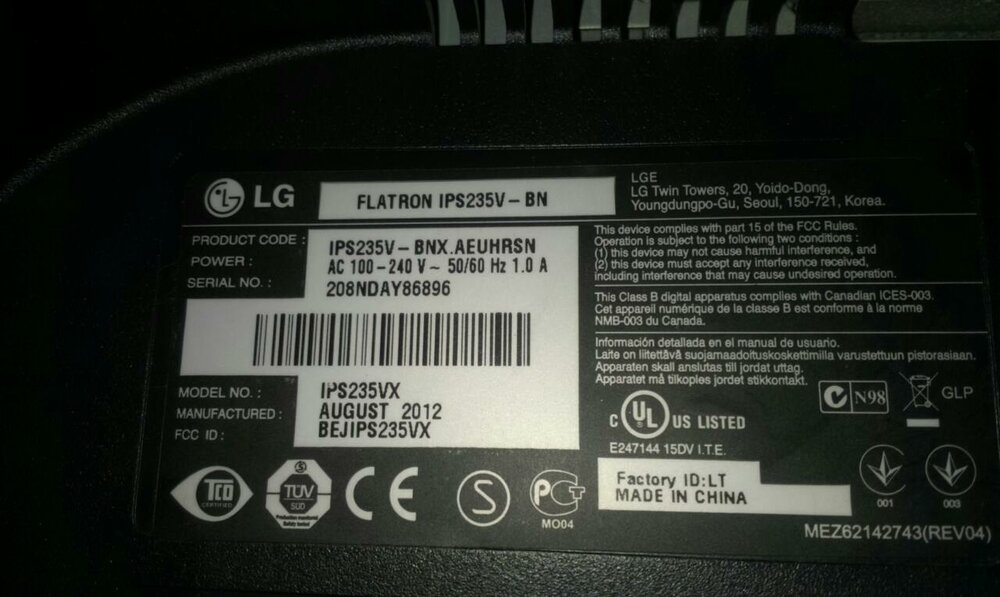 LG
FLATRON IPS235V-BN
LGE
LG Twin Towers, 20, Yoido-Dong,
Youngdungpo-Gu, Seoul, 150-721, Korea.
PRODUCT CODE : IPS235V-BNX.AEUHRSN
POWER : AC 100-240 V ~ 50/60 Hz 1.0 A
SERIAL NO. : 208NDAY86896
MODEL NO. : IPS235VX
MANUFACTURED : AUGUST 2012
FCC ID : BEJIPS235VX
This device complies with part 15 of the FCC Rules.
Operation is subject to the following two conditions :
(1) this device may not cause harmful interference, and
(2) this device must accept any interference received,
including interference that may cause undesired operation.
This Class B digital apparatus complies with Canadian ICES-003.
Cet appareil numérique de la classe B est conforme à la norme
NMB-003 du Canada.
Información detallada en el manual de usuario.
Laite on liitettävä suojamaadoituskoskettimilla varustettuun pistorasiaan.
Apparaten skall anslutas till jordat uttag.
Apparatet må tilkoples jordet stikkontakt.
C UL US LISTED
E247144 15DV I.T.E.
N98
GLP
Factory ID:LT
MADE IN CHINA
001
003
TCO
CERTIFIED
TÜV
SÜD
Production monitored
Safety tested
CE
S
PCT
MO04
MEZ62142743(REV04)